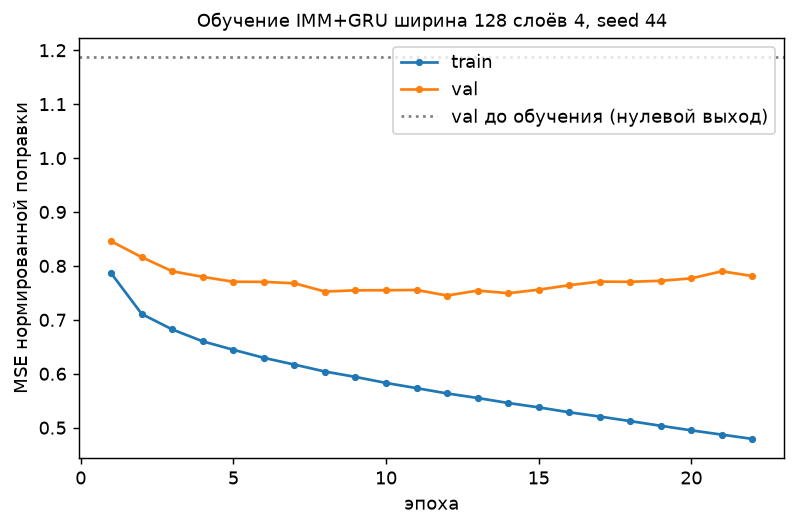 Обучение IMM+GRU ширина 128 слоёв 4, seed 44
MSE нормированной поправки
1.2
1.1
1.0
0.9
0.8
0.7
0.6
0.5
train
val
val до обучения (нулевой выход)
0
5
10
15
20
эпоха